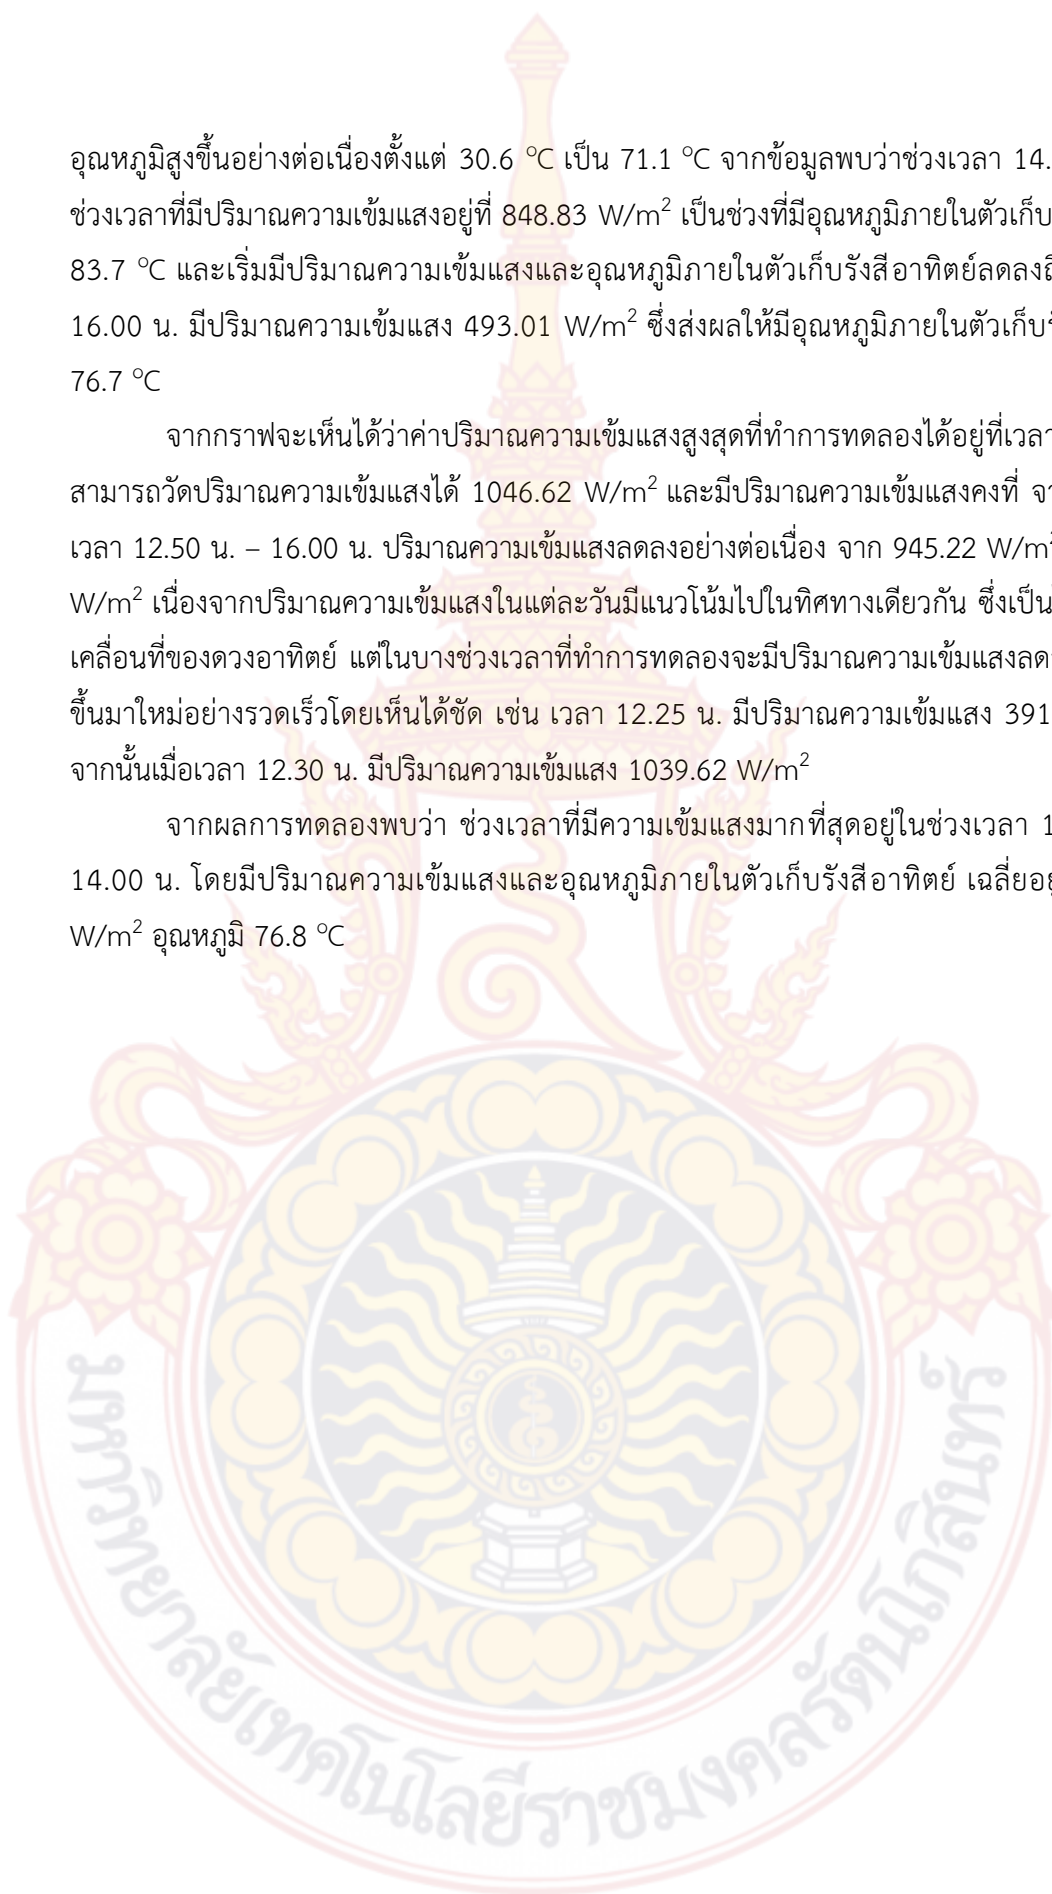 อุณหภูมิสูงขึ้นอย่างต่อเนื่องตั้งแต่ 30.6 °C เป็น 71.1 °C จากข้อมูลพบว่าช่วงเวลา 14.
ช่วงเวลาที่มีปริมาณความเข้มแสงอยู่ที่ 848.83 W/m² เป็นช่วงที่มีอุณหภูมิภายในตัวเก็บ
83.7 °C และเริ่มมีปริมาณความเข้มแสงและอุณหภูมิภายในตัวเก็บรังสีอาทิตย์ลดลง
16.00 น. มีปริมาณความเข้มแสง 493.01 W/m² ซึ่งส่งผลให้มีอุณหภูมิภายในตัวเก็บ
76.7 °C
จากกราฟจะเห็นได้ว่าค่าปริมาณความเข้มแสงสูงสุดที่ทำการทดลองได้อยู่ที่เวลา
สามารถวัดปริมาณความเข้มแสงได้ 1046.62 W/m² และมีปริมาณความเข้มแสงคงที่
เวลา 12.50 น. – 16.00 น. ปริมาณความเข้มแสงลดลงอย่างต่อเนื่อง จาก 945.22 W/m²
W/m² เนื่องจากปริมาณความเข้มแสงในแต่ละวันมีแนวโน้มไปในทิศทางเดียวกัน ซึ่งเป็น
เคลื่อนที่ของดวงอาทิตย์ แต่ในบางช่วงเวลาที่ทำการทดลองจะมีปริมาณความเข้มแสงลด
ขึ้นมาใหม่อย่างรวดเร็วโดยเห็นได้ชัด เช่น เวลา 12.25 น. มีปริมาณความเข้มแสง 391
จากนั้นเมื่อเวลา 12.30 น. มีปริมาณความเข้มแสง 1039.62 W/m²
จากผลการทดลองพบว่า ช่วงเวลาที่มีความเข้มแสงมากที่สุดอยู่ในช่วงเวลา 1
14.00 น. โดยมีปริมาณความเข้มแสงและอุณหภูมิภายในตัวเก็บรังสีอาทิตย์ เฉลี่ย
W/m² อุณหภูมิ 76.8 °C
มหาวิทยาลัยเทคโนโลยีราชมงคลรัตนโกสินทร์